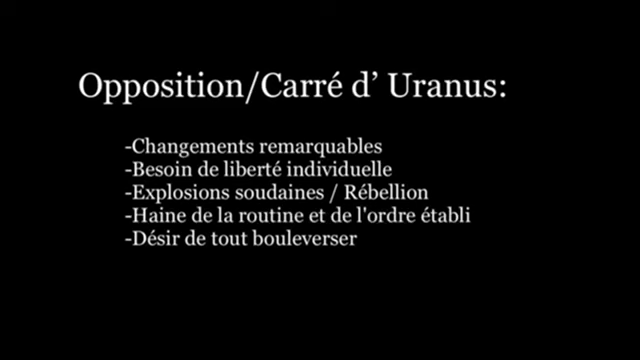 Opposition/Carré d’ Uranus:
-Changements remarquables
-Besoin de liberté individuelle
-Explosions soudaines / Rébellion
-Haine de la routine et de l'ordre établi
-Désir de tout bouleverser